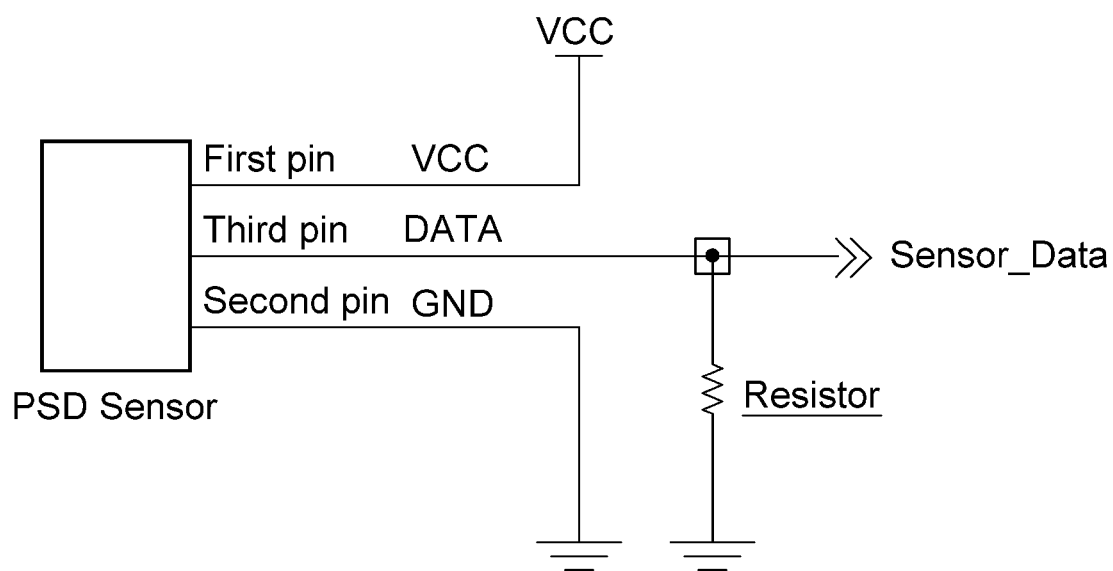 VCC
First pin VCC
Third pin DATA
Sensor_Data
Second pin GND
Resistor
PSD Sensor